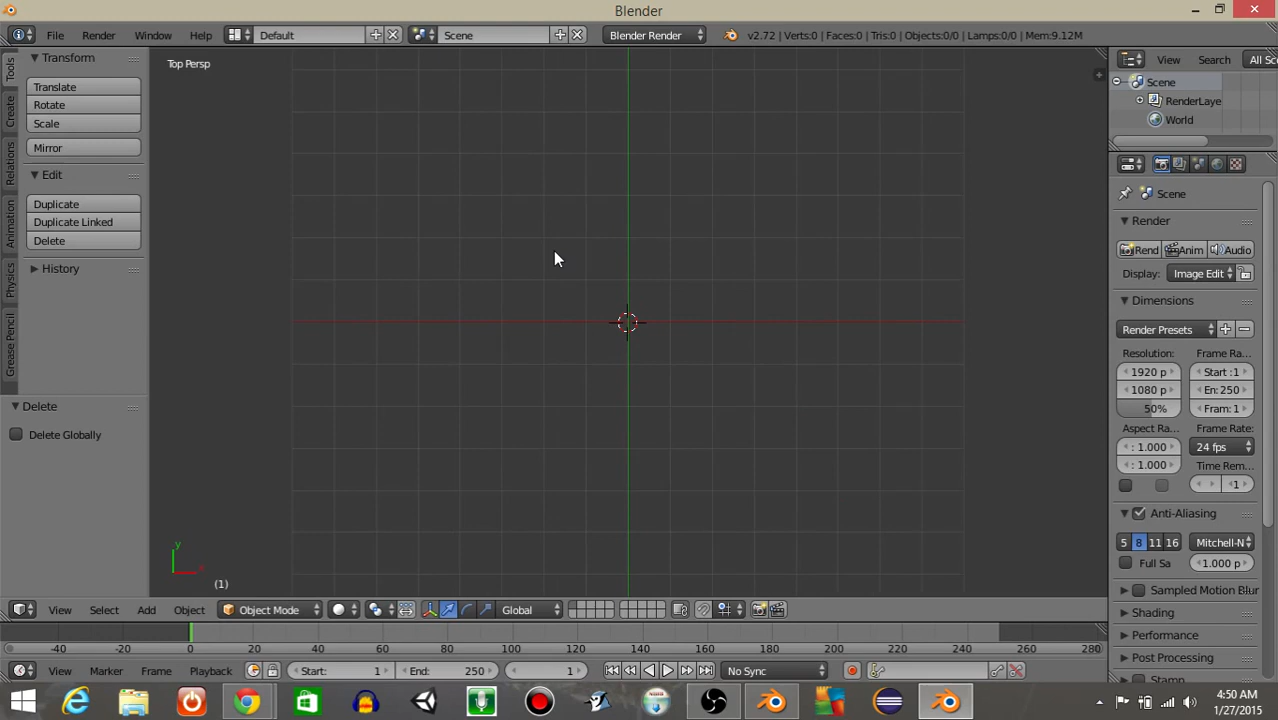 Blender
File Render Window Help Default Scene Blender Render v2.72 | Verts:0 | Faces:0 | Tris:0 | Objects:0/0 | Lamps:0/0 | Mem:9.12M
Tools
Create
Relations
Animation
Physics
Grease Pencil
Transform
Translate
Rotate
Scale
Mirror
Edit
Duplicate
Duplicate Linked
Delete
History
Delete
Delete Globally
Top Persp
y
x
(1)
View Search All Sce
Scene
RenderLaye
World
Scene
Render
Rend Anim Audio
Display: Image Edit
Dimensions
Render Presets
Resolution: Frame Ra...
1920 p Start :1
1080 p En: 250
50% Fram: 1
Aspect Ra... Frame Rate:
: 1.000 24 fps
: 1.000 Time Rem...
1
Anti-Aliasing
5 8 11 16 Mitchell-N
Full Sa 1.000 p
Sampled Motion Blur
Shading
Performance
Post Processing
Stamp
View Select Add Object Object Mode Global
-40 -20 0 20 40 60 80 100 120 140 160 180 200 220 240 260 280
View Marker Frame Playback Start: 1 End: 250 1 No Sync
4:50 AM
1/27/2015